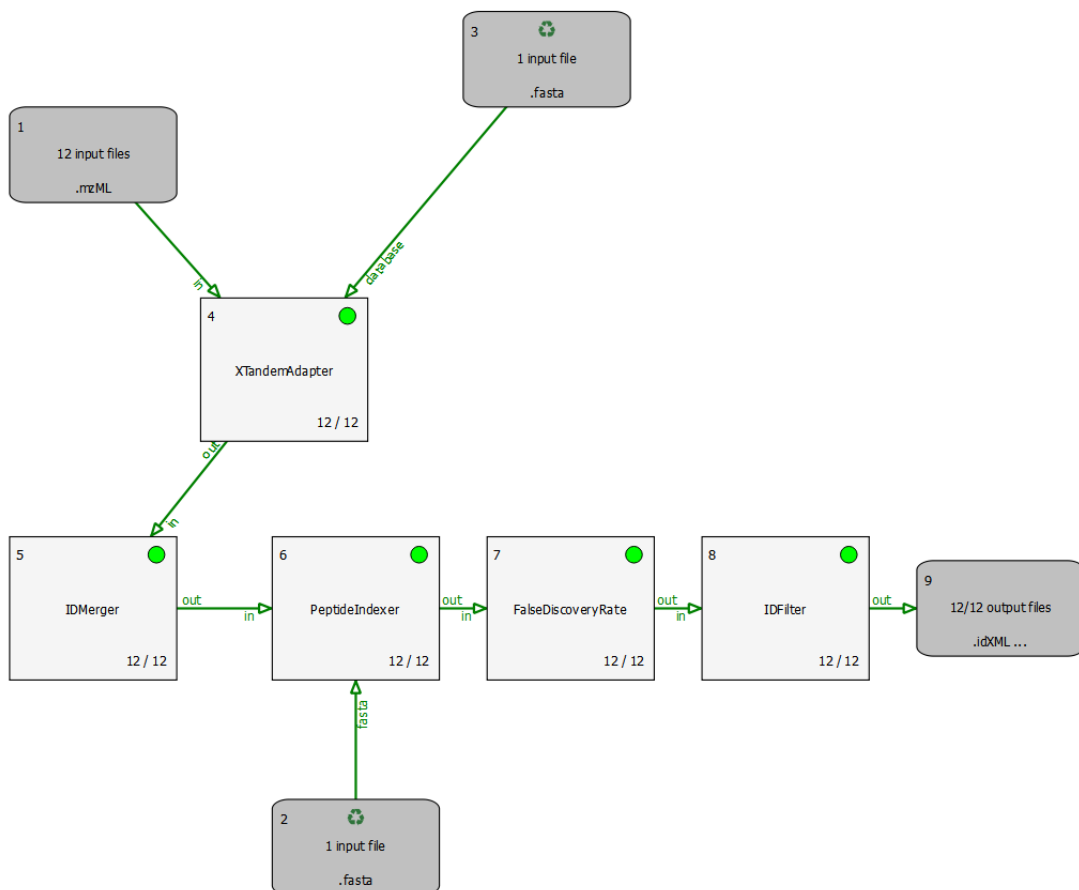 3
1 input file
.fasta
1
12 input files
.mzML
in
database
4
XTandemAdapter
12 / 12
out
in
5
IDMerger
12 / 12
out
in
6
PeptideIndexer
12 / 12
out
in
7
FalseDiscoveryRate
12 / 12
out
in
8
IDFilter
12 / 12
out
9
12/12 output files
.idXML ...
fasta
2
1 input file
.fasta